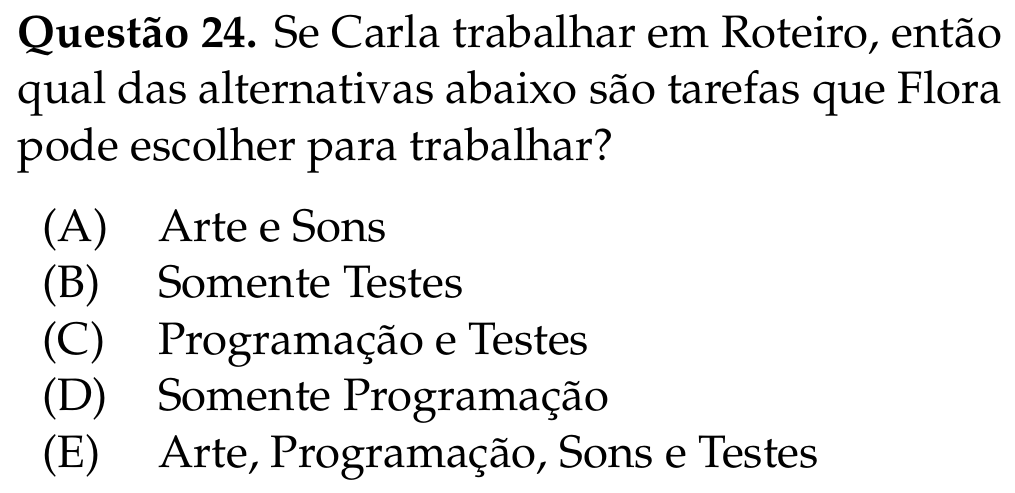 Questão 24. Se Carla trabalhar em Roteiro, então
qual das alternativas abaixo são tarefas que Flora
pode escolher para trabalhar?
(A) Arte e Sons
(B) Somente Testes
(C) Programação e Testes
(D) Somente Programação
(E) Arte, Programação, Sons e Testes